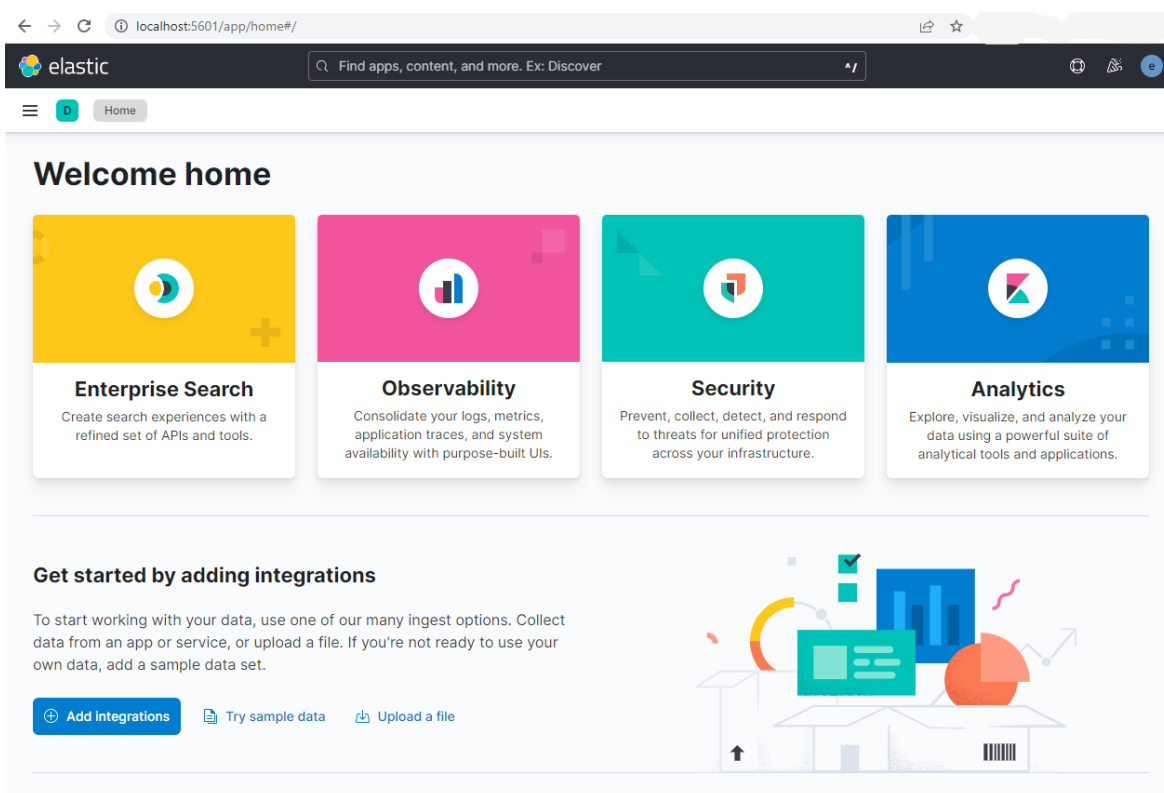 localhost:5601/app/home#/
elastic
Find apps, content, and more. Ex: Discover
^/
e
D
Home
Welcome home
Enterprise Search
Create search experiences with a
refined set of APIs and tools.
Observability
Consolidate your logs, metrics,
application traces, and system
availability with purpose-built UIs.
Security
Prevent, collect, detect, and respond
to threats for unified protection
across your infrastructure.
Analytics
Explore, visualize, and analyze your
data using a powerful suite of
analytical tools and applications.
Get started by adding integrations
To start working with your data, use one of our many ingest options. Collect
data from an app or service, or upload a file. If you're not ready to use your
own data, add a sample data set.
Add integrations
Try sample data
Upload a file